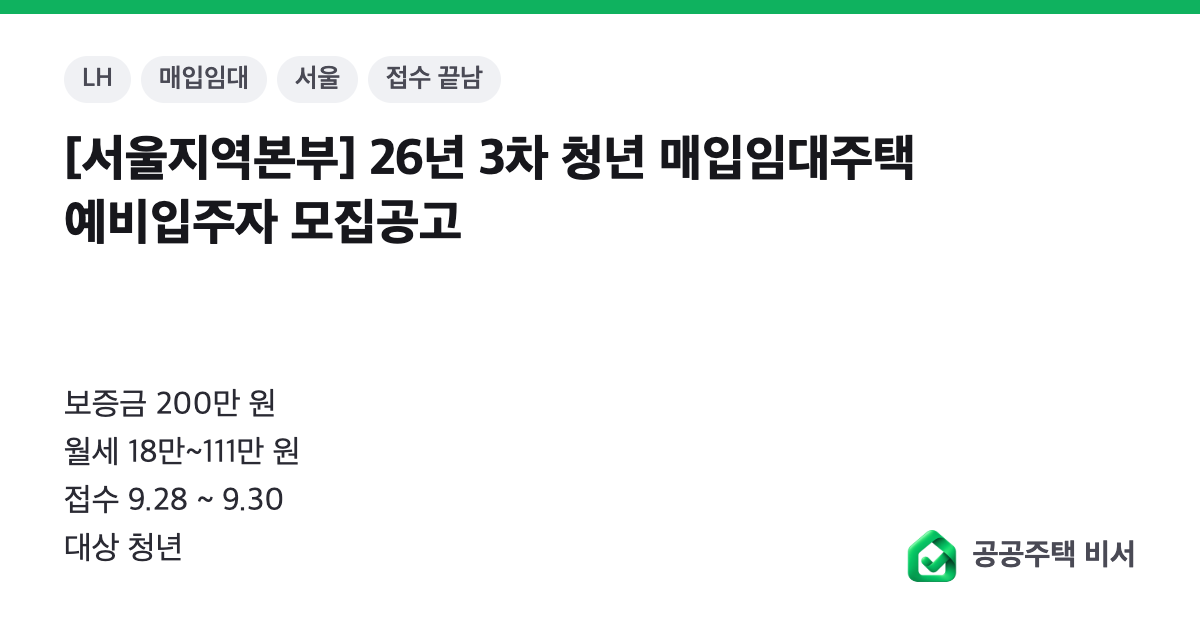 LH 매입임대 서울 접수 끝남
[서울지역본부] 26년 3차 청년 매입임대주택
예비입주자 모집공고
보증금 200만 원
월세 18만~111만 원
접수 9.28 ~ 9.30
대상 청년
공공주택 비서